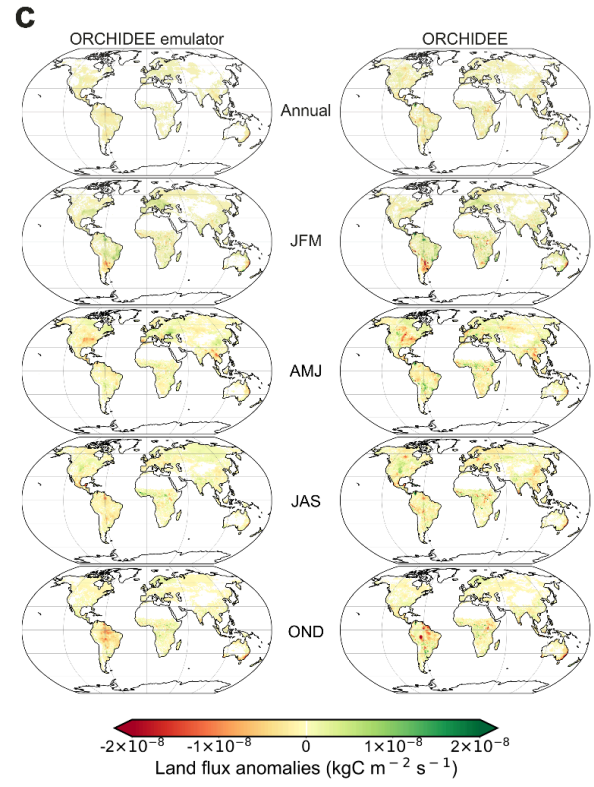 C
ORCHIDEE emulator
ORCHIDEE
Annual
JFM
AMJ
JAS
OND
-2×10⁻⁸ -1×10⁻⁸ 0 1×10⁻⁸ 2×10⁻⁸
Land flux anomalies (kgC m⁻² s⁻¹)